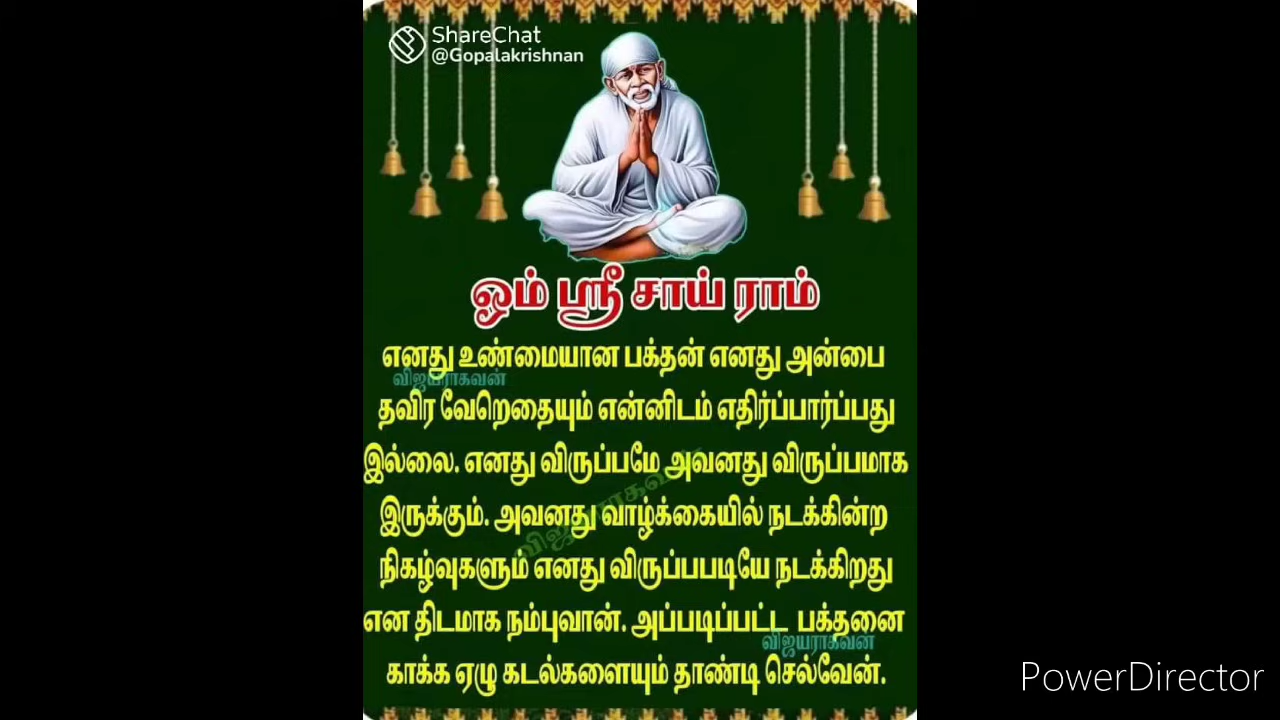 ShareChat
@Gopalakrishnan
ஓம் ஸ்ரீ சாய் ராம்
எனது உண்மையான பக்தன் எனது அன்பை
விஜயராகவன்
தவிர வேறெதையும் என்னிடம் எதிர்ப்பார்ப்பது
இல்லை. எனது விருப்பமே அவனது விருப்பமாக
விஜயராகவன்
இருக்கும். அவனது வாழ்க்கையில் நடக்கின்ற
நிகழ்வுகளும் எனது விருப்பபடியே நடக்கிறது
என திடமாக நம்புவான். அப்படிப்பட்ட பக்தனை
விஜயராகவன்
காக்க ஏழு கடல்களையும் தாண்டி செல்வேன்.
PowerDirector